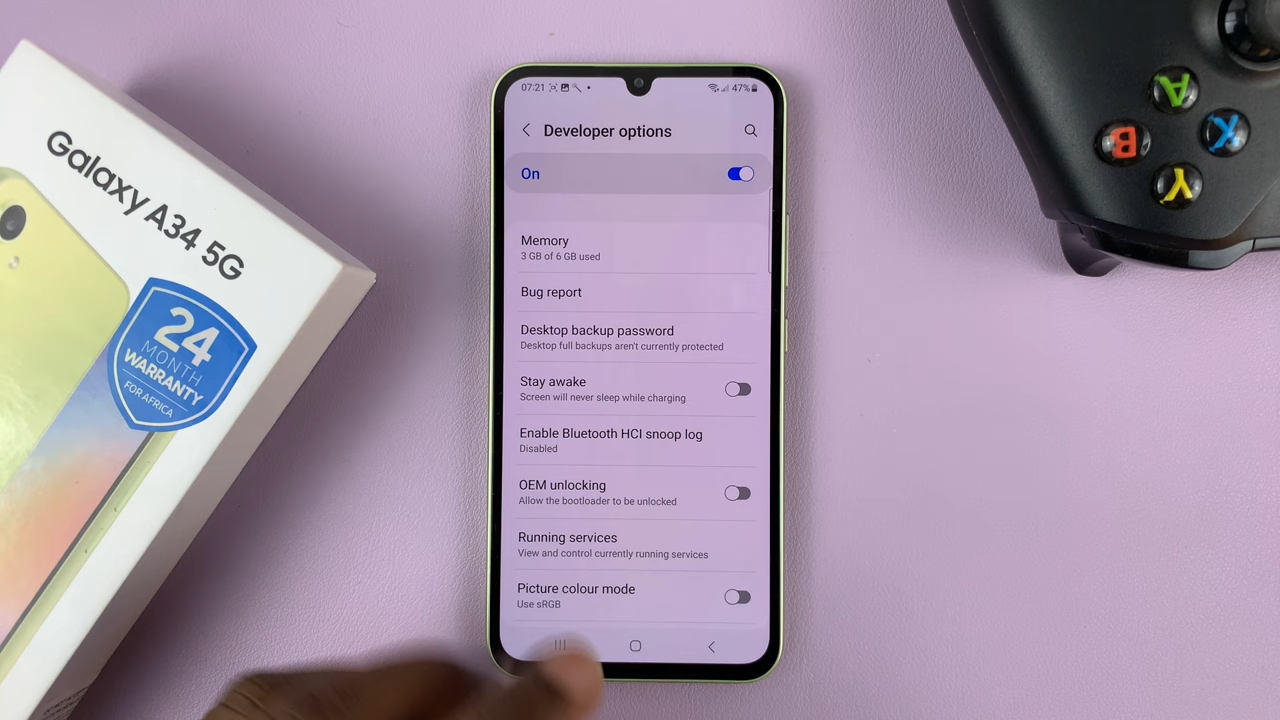 Galaxy A34 5G
24
MONTH
WARRANTY
FOR AFRICA
07:21
47%
Developer options
On
Memory
3 GB of 6 GB used
Bug report
Desktop backup password
Desktop full backups aren't currently protected
Stay awake
Screen will never sleep while charging
Enable Bluetooth HCI snoop log
Disabled
OEM unlocking
Allow the bootloader to be unlocked
Running services
View and control currently running services
Picture colour mode
Use sRGB
A
B
X
Y